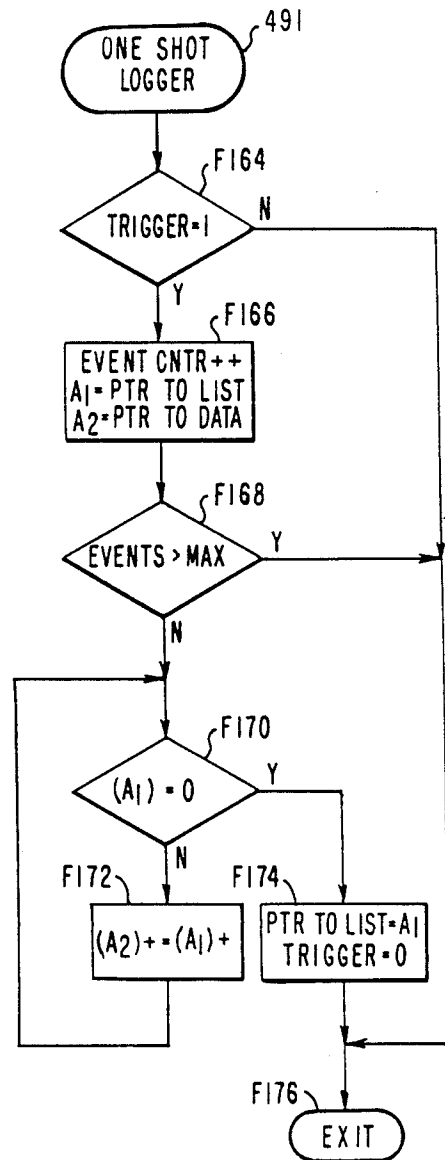 491
ONE SHOT
LOGGER
F164
TRIGGER=1
N
Y
F166
EVENT CNTR++
A1=PTR TO LIST
A2=PTR TO DATA
F168
EVENTS > MAX
Y
N
F170
(A1) = 0
Y
N
F172
(A2)+=(A1)+
F174
PTR TO LIST=A1
TRIGGER=0
F176
EXIT